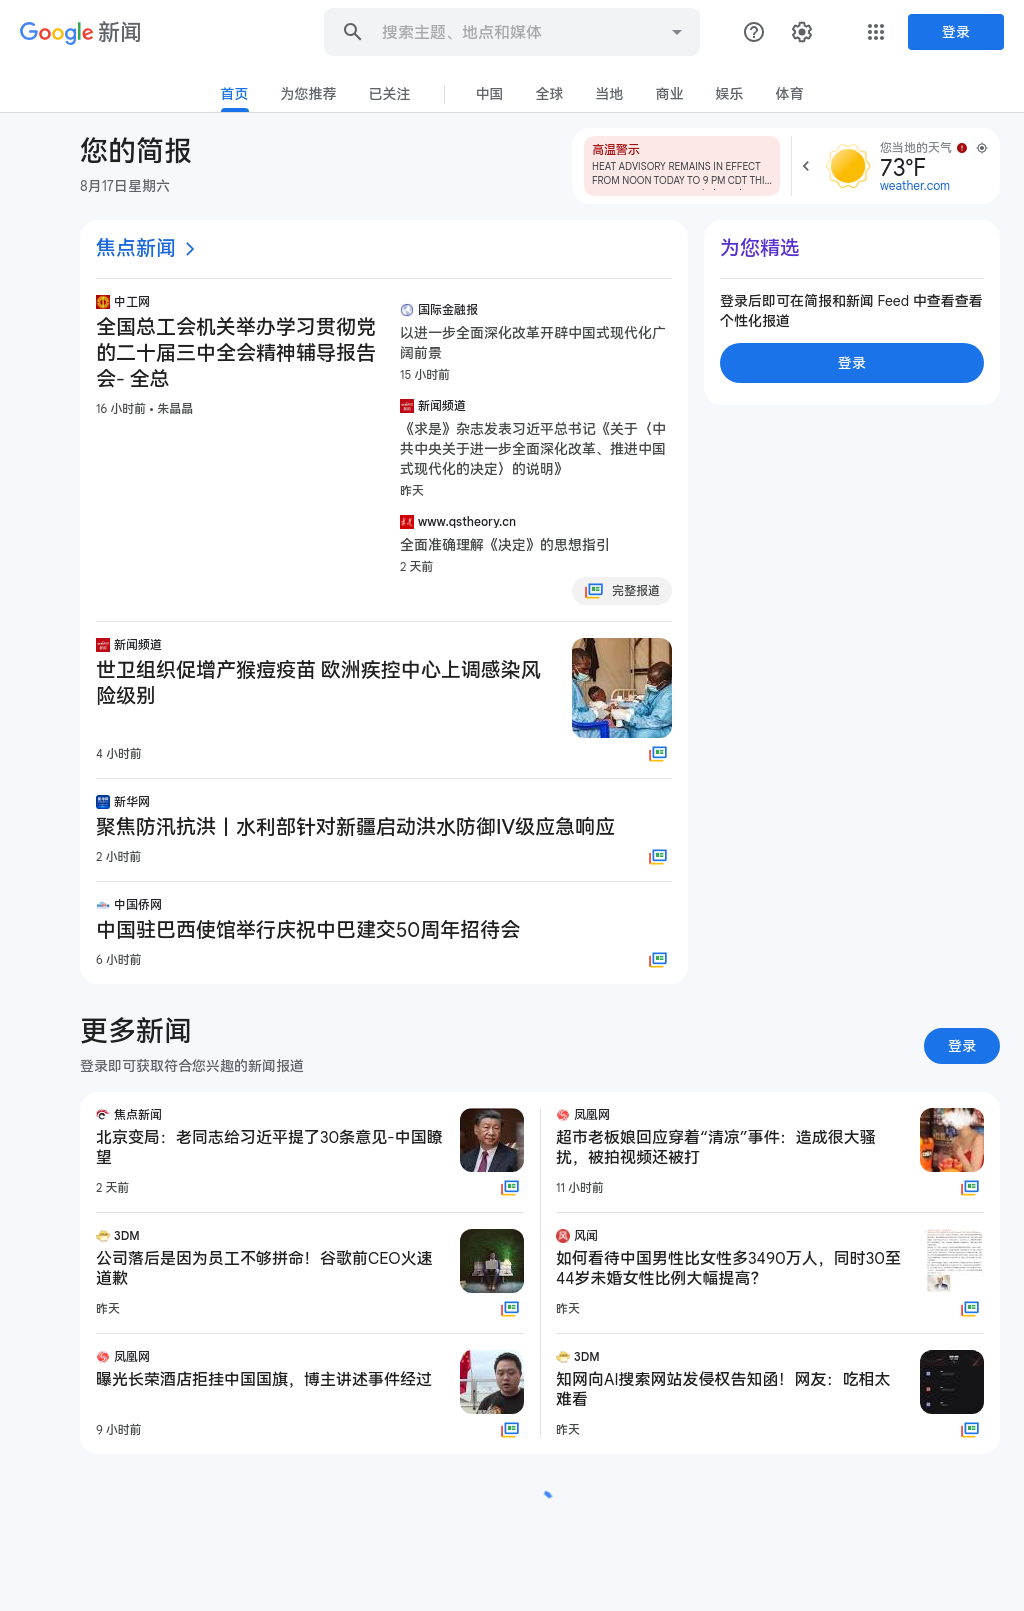 Google 新闻
搜索主题、地点和媒体
登录
首页
为您推荐
已关注
中国
全球
当地
商业
娱乐
体育
您的简报
8月17日星期六
高温警示
HEAT ADVISORY REMAINS IN EFFECT
FROM NOON TODAY TO 9 PM CDT THI...
您当地的天气
73°F
weather.com
焦点新闻
中工网
全国总工会机关举办学习贯彻党
的二十届三中全会精神辅导报告
会- 全总
16 小时前 • 朱晶晶
国际金融报
以进一步全面深化改革开辟中国式现代化广
阔前景
15 小时前
新闻频道
《求是》杂志发表习近平总书记《关于〈中
共中央关于进一步全面深化改革、推进中国
式现代化的决定〉的说明》
昨天
www.qstheory.cn
全面准确理解《决定》的思想指引
2 天前
完整报道
新闻频道
世卫组织促增产猴痘疫苗 欧洲疾控中心上调感染风
险级别
4 小时前
新华网
聚焦防汛抗洪丨水利部针对新疆启动洪水防御Ⅳ级应急响应
2 小时前
中国侨网
中国驻巴西使馆举行庆祝中巴建交50周年招待会
6 小时前
为您精选
登录后即可在简报和新闻 Feed 中查看查看
个性化报道
登录
更多新闻
登录即可获取符合您兴趣的新闻报道
登录
焦点新闻
北京变局：老同志给习近平提了30条意见-中国瞭
望
2 天前
3DM
公司落后是因为员工不够拼命！谷歌前CEO火速
道歉
昨天
凤凰网
曝光长荣酒店拒挂中国国旗，博主讲述事件经过
9 小时前
凤凰网
超市老板娘回应穿着“清凉”事件：造成很大骚
扰，被拍视频还被打
11 小时前
风闻
如何看待中国男性比女性多3490万人，同时30至
44岁未婚女性比例大幅提高？
昨天
3DM
知网向AI搜索网站发侵权告知函！网友：吃相太
难看
昨天